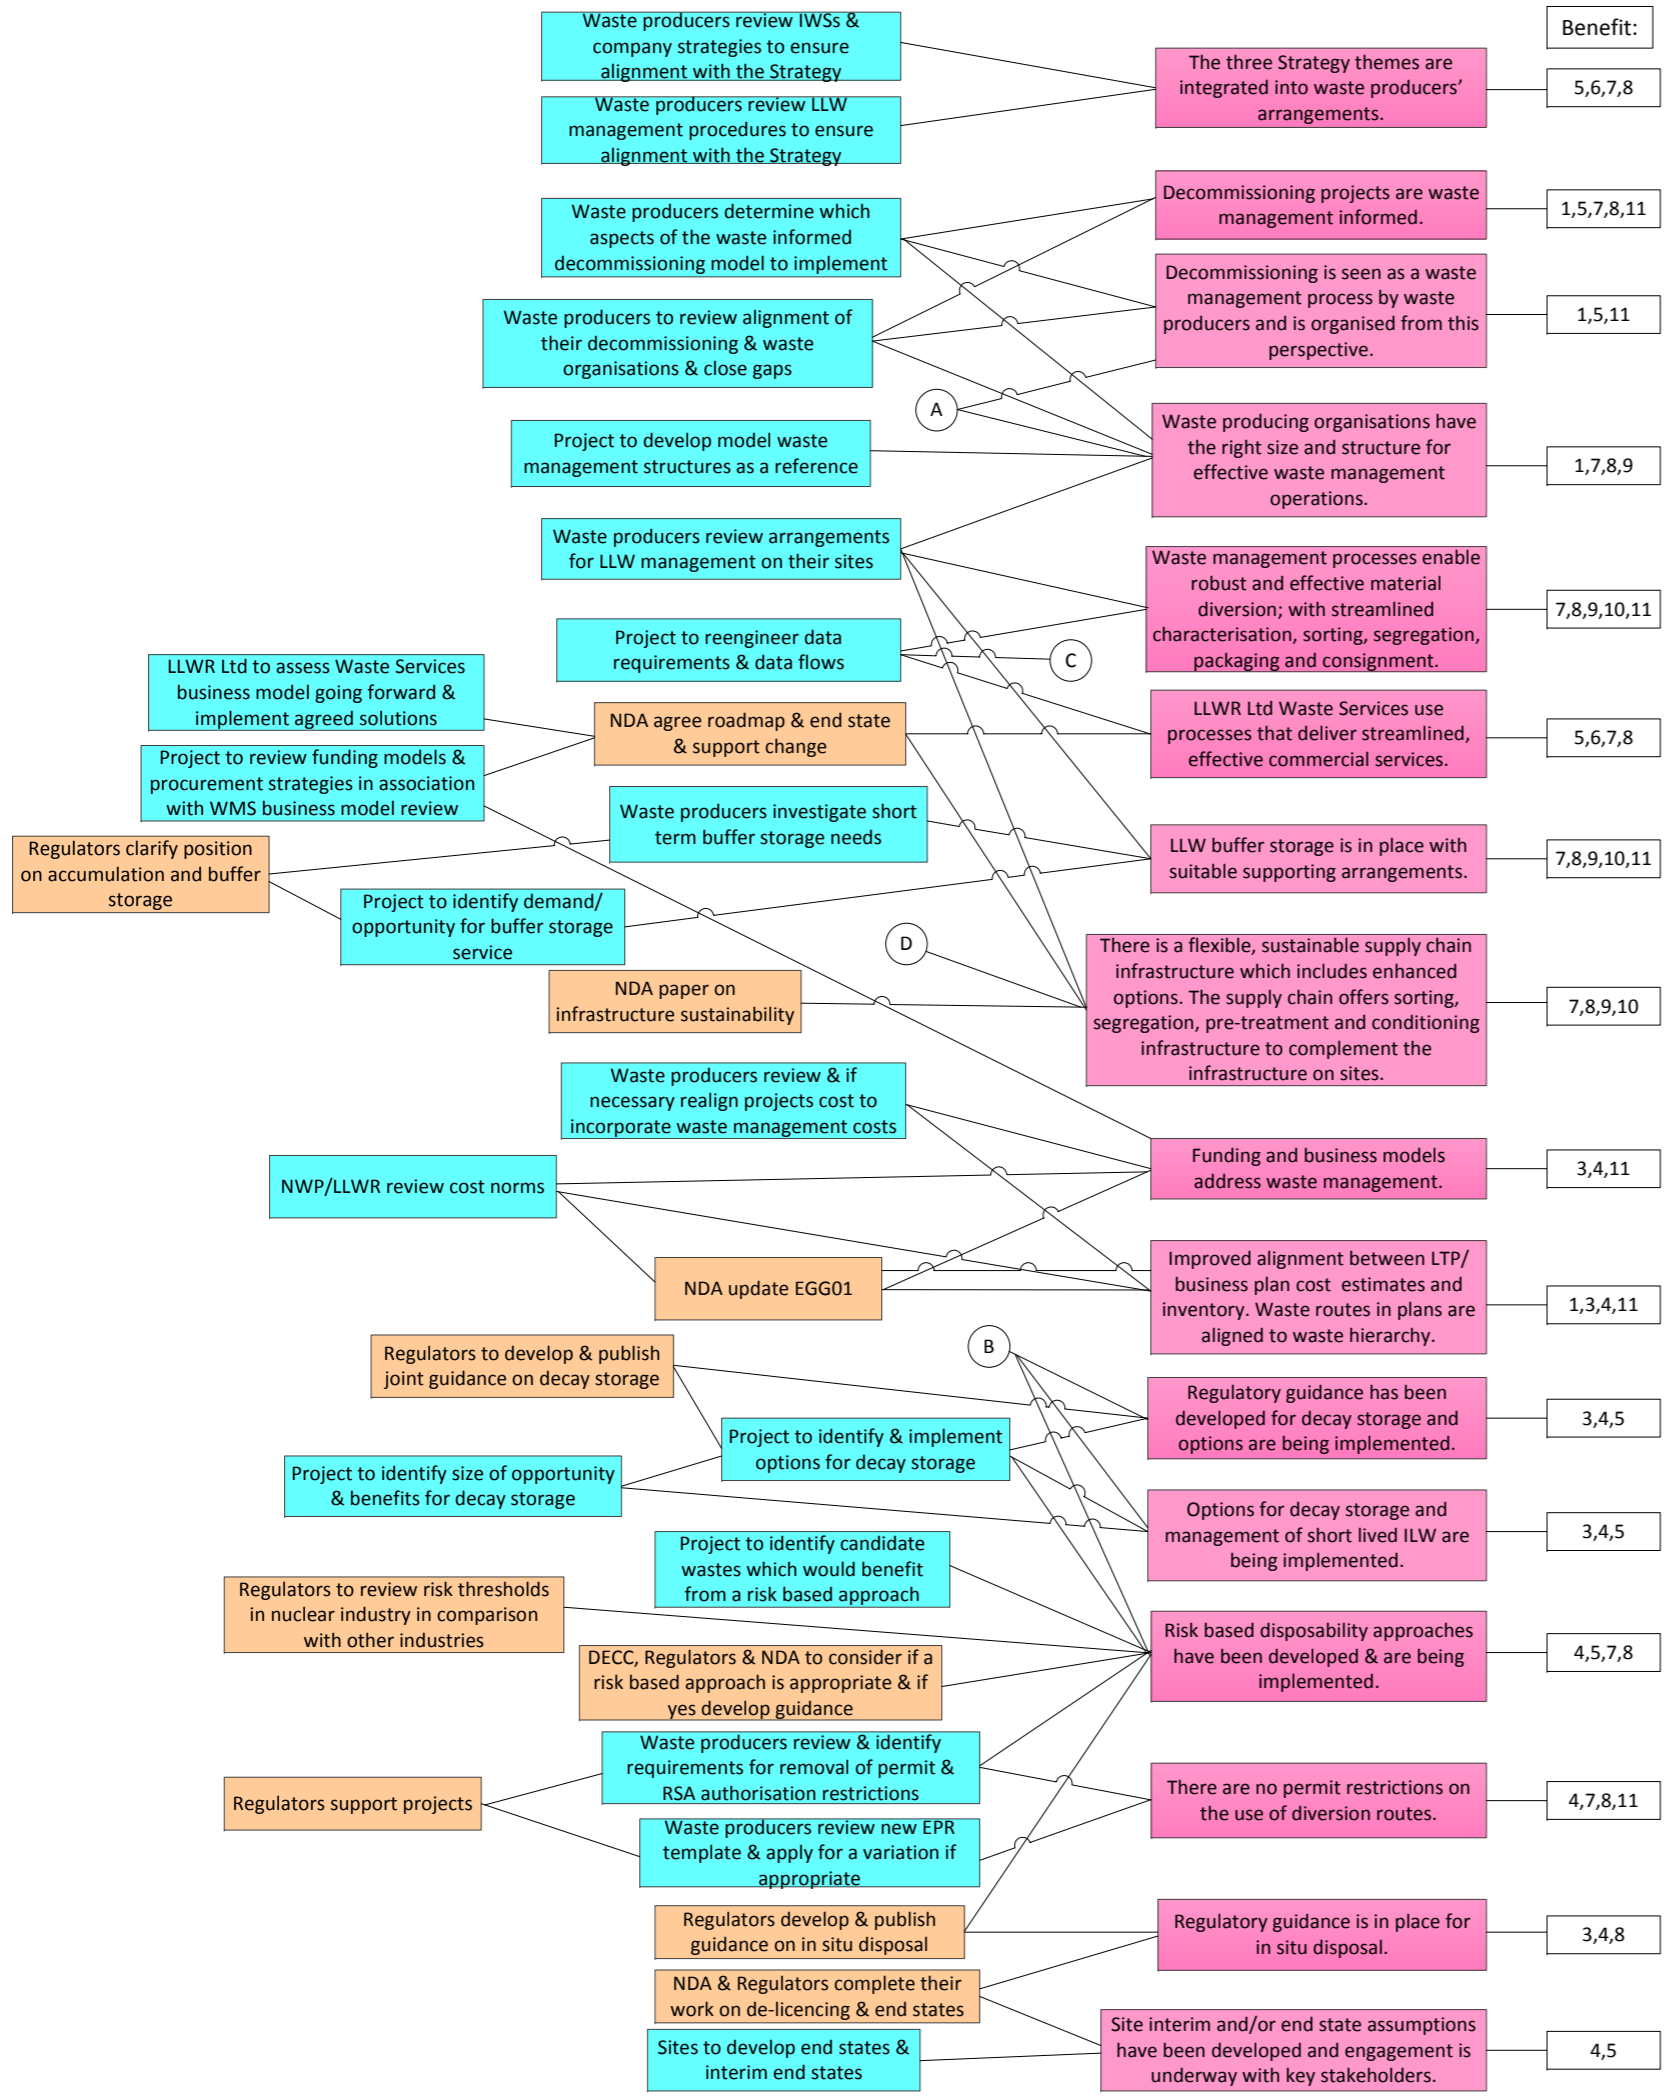 Benefit:
Waste producers review IWSs &
company strategies to ensure
alignment with the Strategy
Waste producers review LLW
management procedures to ensure
alignment with the Strategy
The three Strategy themes are
integrated into waste producers’
arrangements.
5,6,7,8
Waste producers determine which
aspects of the waste informed
decommissioning model to implement
Decommissioning projects are waste
management informed.
1,5,7,8,11
Waste producers to review alignment of
their decommissioning & waste
organisations & close gaps
Decommissioning is seen as a waste
management process by waste
producers and is organised from this
perspective.
1,5,11
A
Project to develop model waste
management structures as a reference
Waste producing organisations have
the right size and structure for
effective waste management
operations.
1,7,8,9
Waste producers review arrangements
for LLW management on their sites
Waste management processes enable
robust and effective material
diversion; with streamlined
characterisation, sorting, segregation,
packaging and consignment.
7,8,9,10,11
Project to reengineer data
requirements & data flows
C
LLWR Ltd to assess Waste Services
business model going forward &
implement agreed solutions
NDA agree roadmap & end state
& support change
LLWR Ltd Waste Services use
processes that deliver streamlined,
effective commercial services.
5,6,7,8
Project to review funding models &
procurement strategies in association
with WMS business model review
Waste producers investigate short
term buffer storage needs
Regulators clarify position
on accumulation and buffer
storage
LLW buffer storage is in place with
suitable supporting arrangements.
7,8,9,10,11
Project to identify demand/
opportunity for buffer storage
service
D
NDA paper on
infrastructure sustainability
There is a flexible, sustainable supply chain
infrastructure which includes enhanced
options. The supply chain offers sorting,
segregation, pre-treatment and conditioning
infrastructure to complement the
infrastructure on sites.
7,8,9,10
Waste producers review & if
necessary realign projects cost to
incorporate waste management costs
NWP/LLWR review cost norms
Funding and business models
address waste management.
3,4,11
NDA update EGG01
Improved alignment between LTP/
business plan cost  estimates and
inventory. Waste routes in plans are
aligned to waste hierarchy.
1,3,4,11
B
Regulators to develop & publish
joint guidance on decay storage
Regulatory guidance has been
developed for decay storage and
options are being implemented.
3,4,5
Project to identify & implement
options for decay storage
Project to identify size of opportunity
& benefits for decay storage
Options for decay storage and
management of short lived ILW are
being implemented.
3,4,5
Project to identify candidate
wastes which would benefit
from a risk based approach
Regulators to review risk thresholds
in nuclear industry in comparison
with other industries
Risk based disposability approaches
have been developed & are being
implemented.
4,5,7,8
DECC, Regulators & NDA to consider if a
risk based approach is appropriate & if
yes develop guidance
Waste producers review & identify
requirements for removal of permit &
RSA authorisation restrictions
Regulators support projects
There are no permit restrictions on
the use of diversion routes.
4,7,8,11
Waste producers review new EPR
template & apply for a variation if
appropriate
Regulators develop & publish
guidance on in situ disposal
Regulatory guidance is in place for
in situ disposal.
3,4,8
NDA & Regulators complete their
work on de-licencing & end states
Sites to develop end states &
interim end states
Site interim and/or end state assumptions
have been developed and engagement is
underway with key stakeholders.
4,5